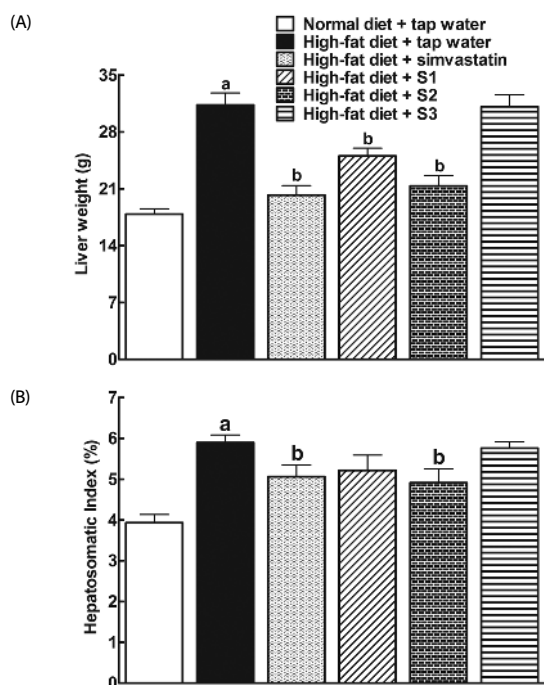 (A)
Normal diet + tap water
High-fat diet + tap water
High-fat diet + simvastatin
High-fat diet + S1
High-fat diet + S2
High-fat diet + S3
Liver weight (g)
35
28
21
14
7
0
a
b
b
b
(B)
Hepatosomatic Index (%)
7
6
5
4
3
2
1
0
a
b
b